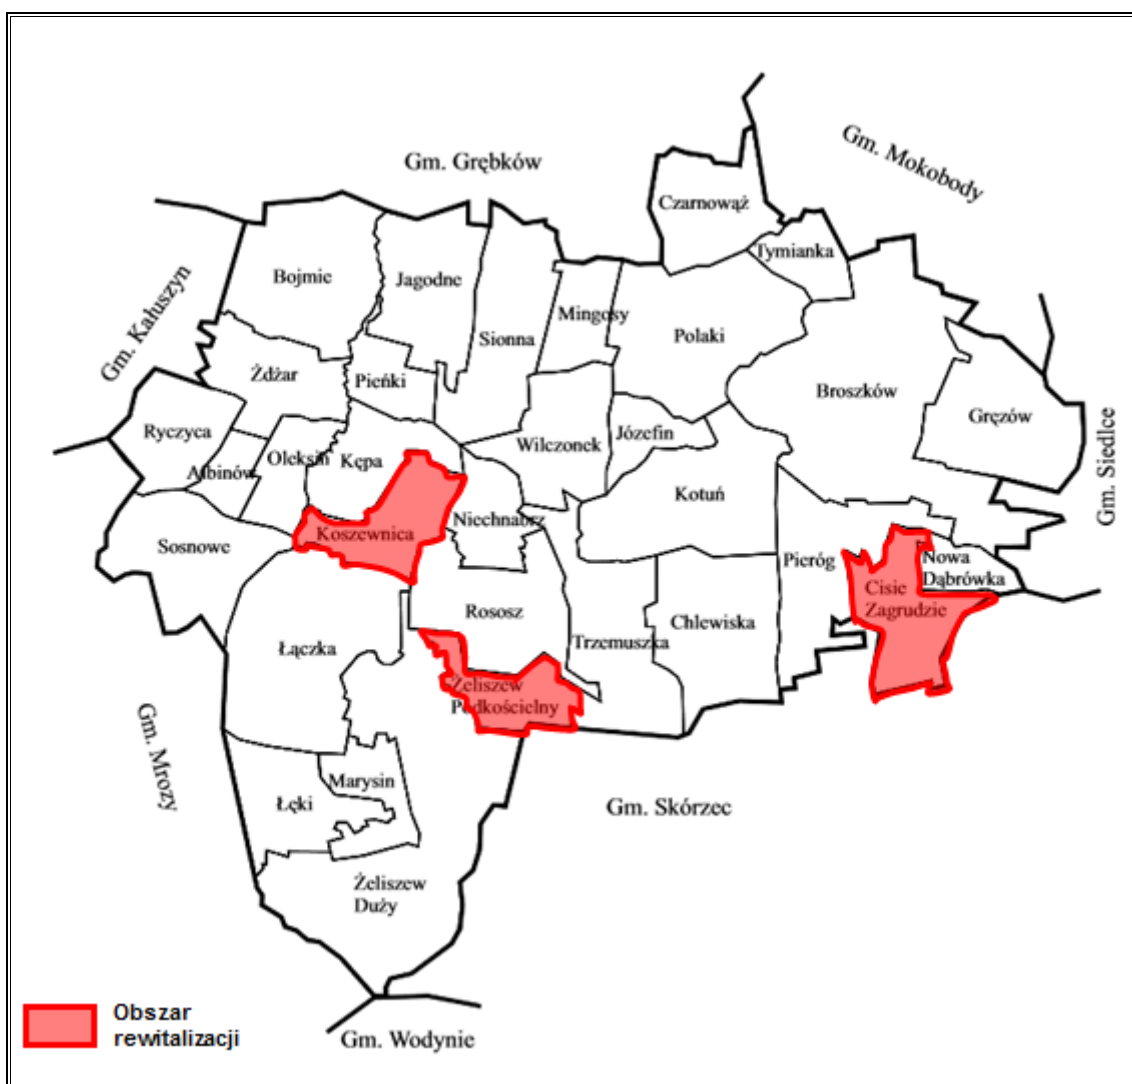 Gm. Grębków
Gm. Mokobody
Czarnowąż
Tymianka
Bojmie
Jagodne
Gm. Kałuszyn
Sionna
Mingosy
Polaki
Żdżar
Pieńki
Broszków
Gręzów
Ryczyca
Albinów
Oleksin
Kępa
Wilczonek
Józefin
Gm. Siedlce
Kotuń
Koszewnica
Niechnabrz
Sosnowe
Pieróg
Nowa
Dąbrówka
Cisie
Zagrudzie
Rososz
Chlewiska
Trzemuszka
Łączka
Żeliszew
Podkościelny
Gm. Mrozy
Marysin
Łęki
Gm. Skórzec
Żeliszew
Duży
Obszar
rewitalizacji
Gm. Wodynie